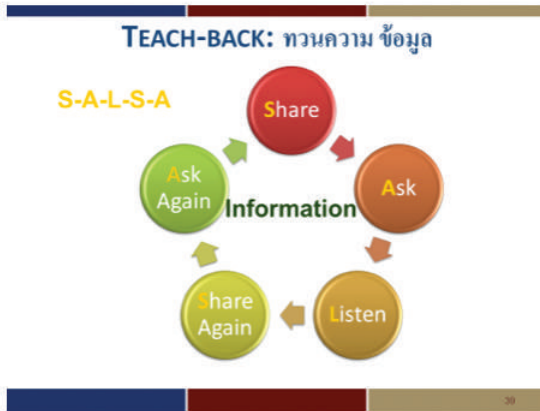 TEACH-BACK: ทวนความ ข้อมูล
S-A-L-S-A
Share
Ask
Again
Information
Ask
Share
Again
Listen
39